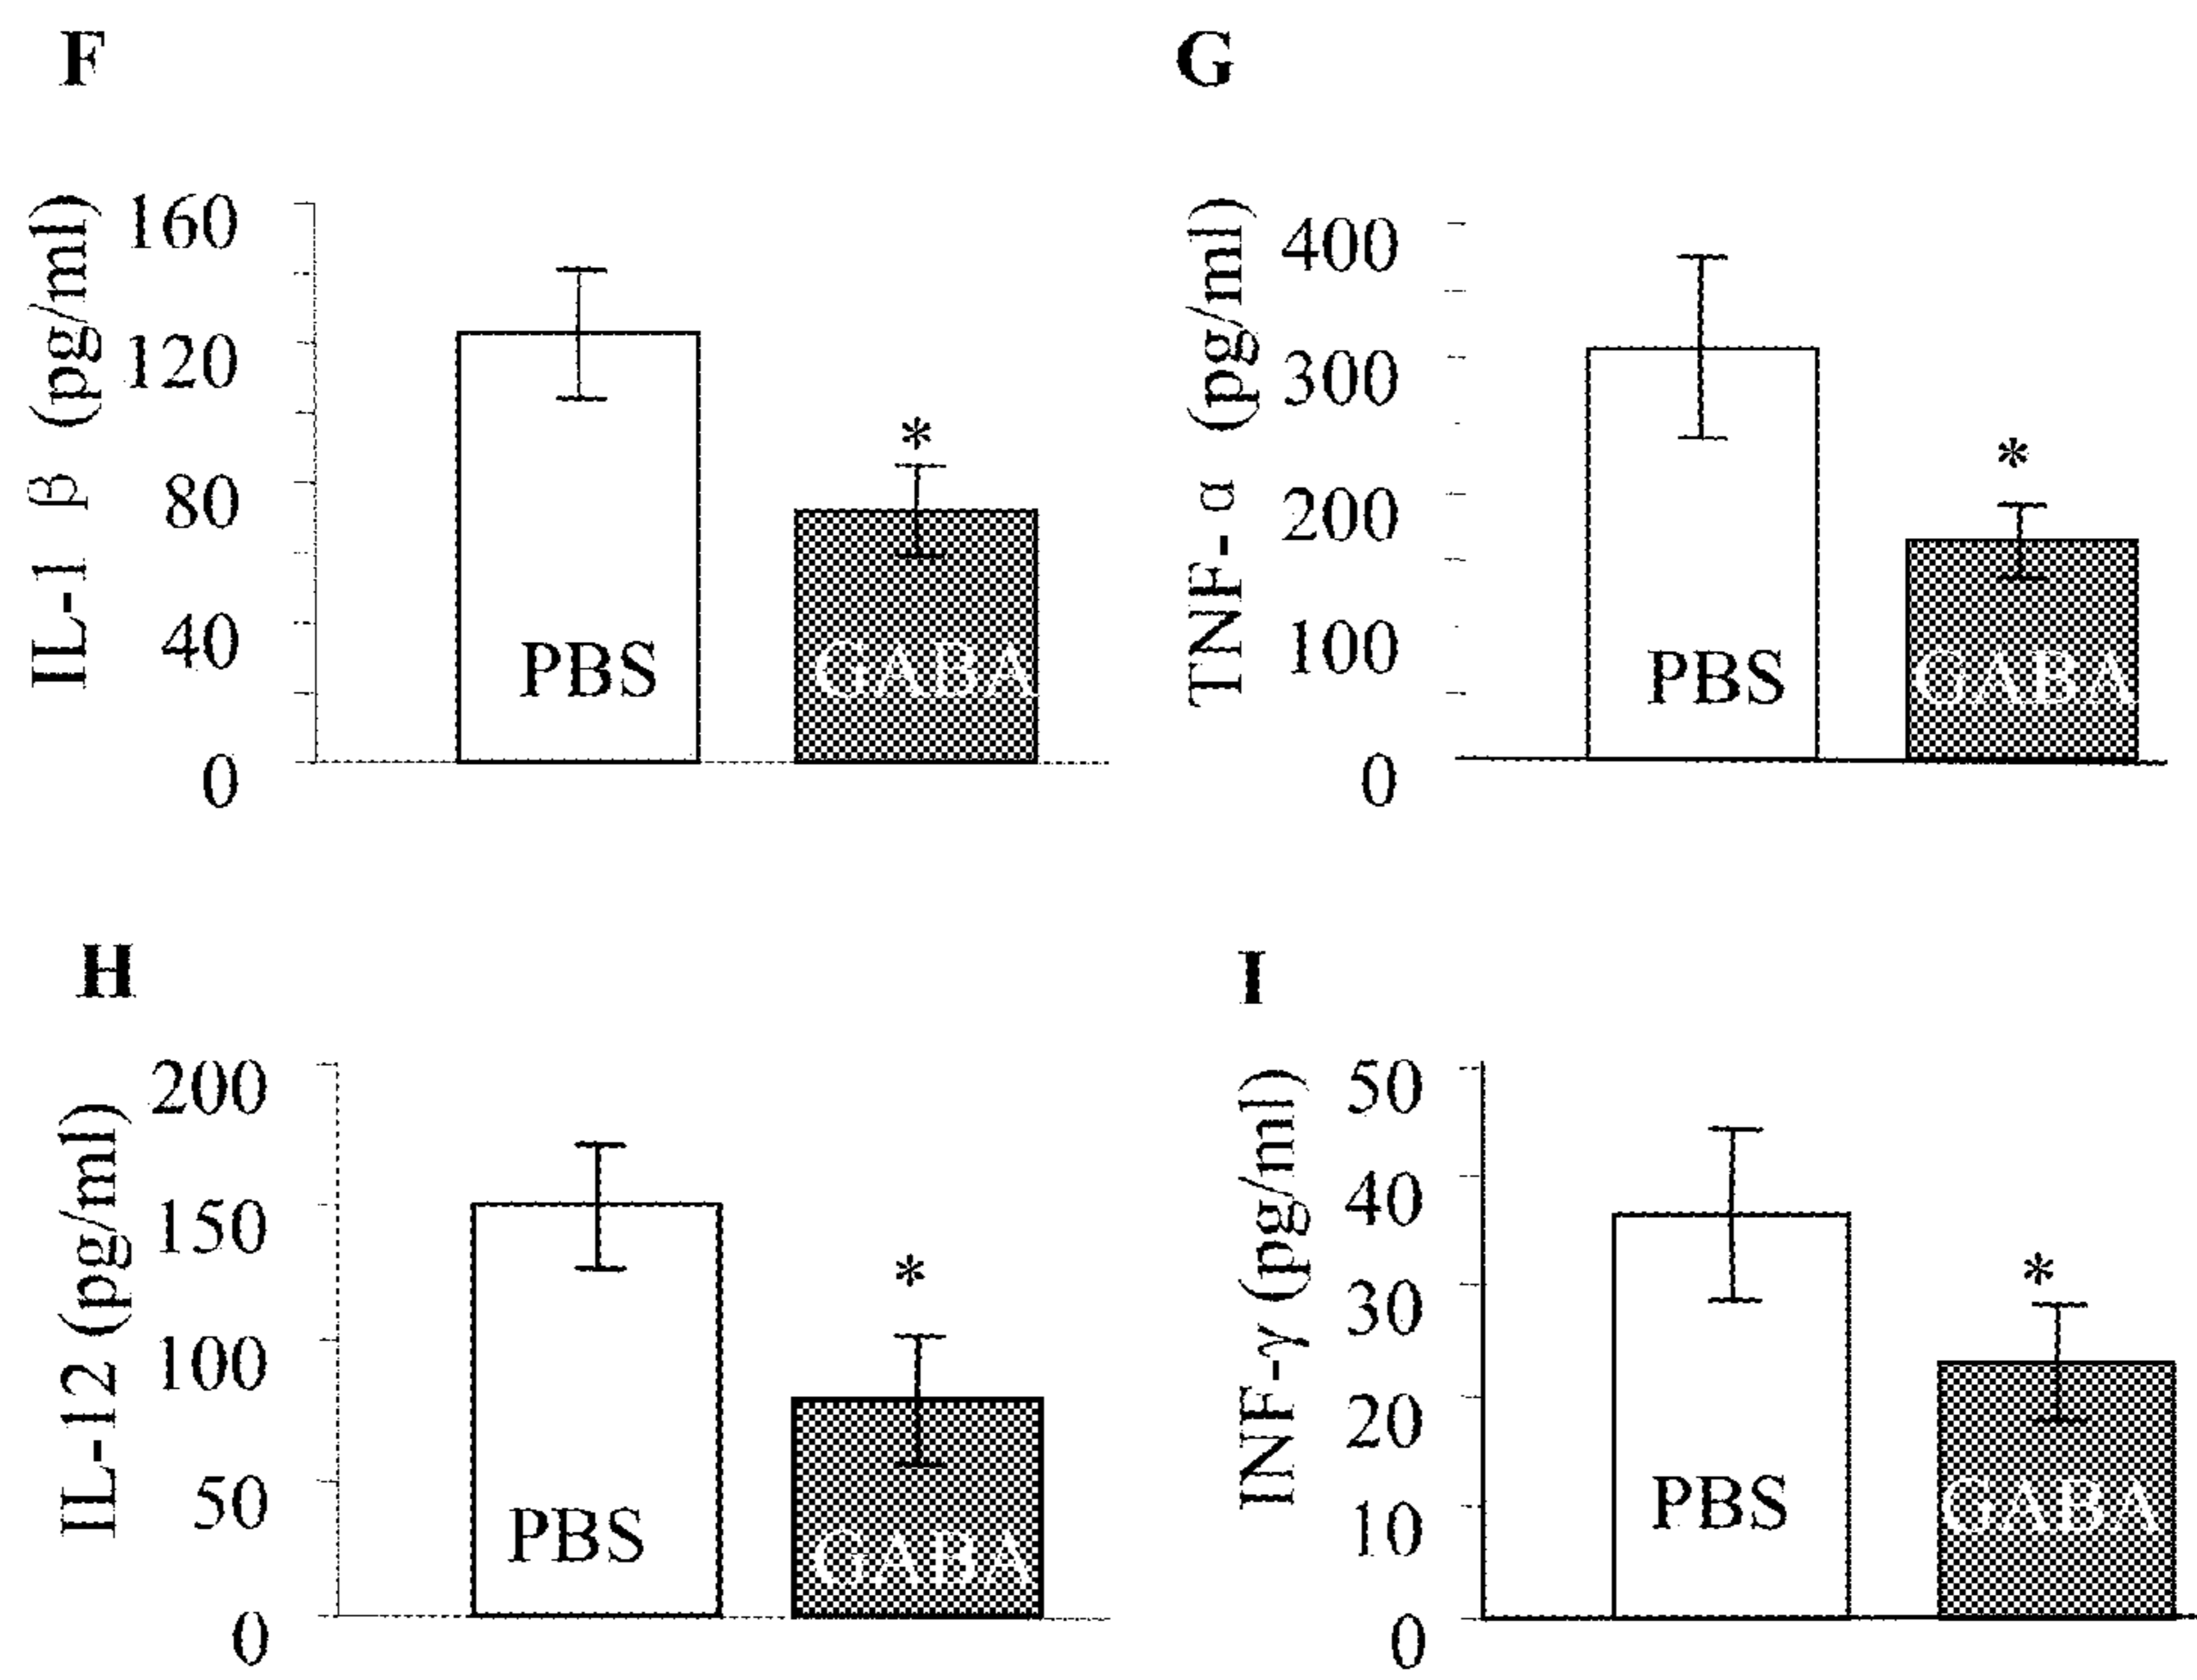 F
IL-1 β (pg/ml)
160
120
80
40
0
PBS
*
GABA
G
TNF-α (pg/ml)
400
300
200
100
0
PBS
*
GABA
H
IL-12 (pg/ml)
200
150
100
50
0
PBS
*
GABA
I
INF-γ (pg/ml)
50
40
30
20
10
0
PBS
*
GABA